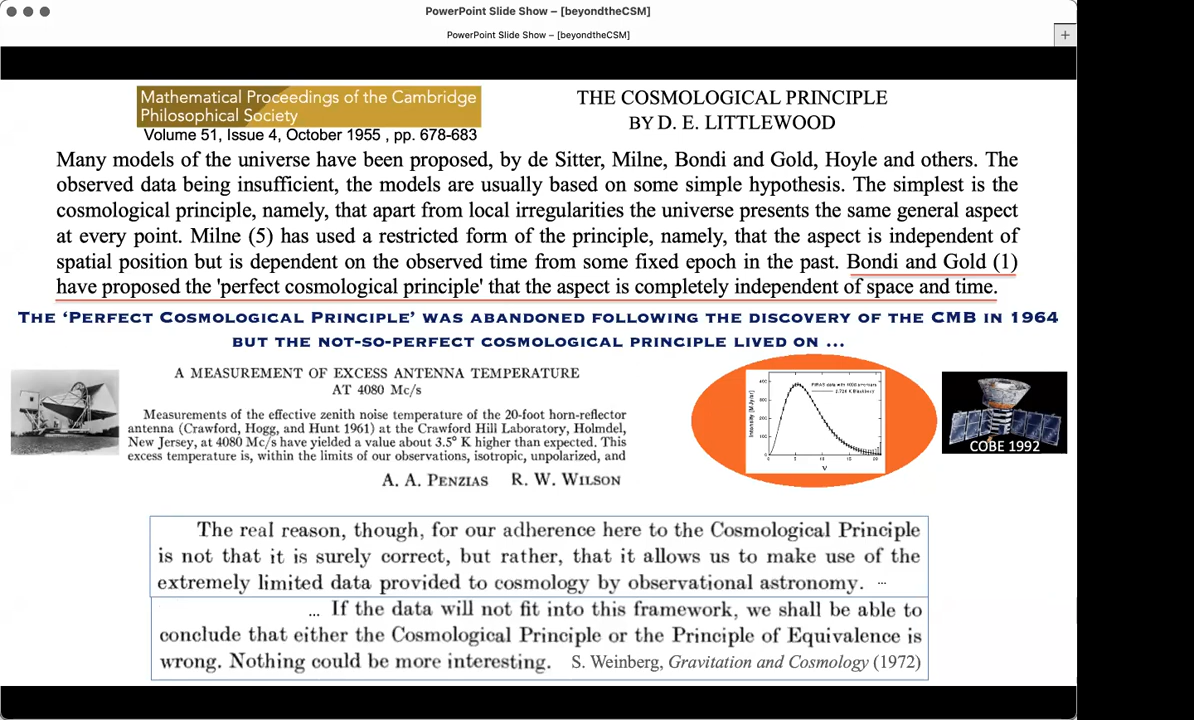 PowerPoint Slide Show – [beyondtheCSM]
PowerPoint Slide Show – [beyondtheCSM]
+
Mathematical Proceedings of the Cambridge
Philosophical Society
Volume 51, Issue 4, October 1955 , pp. 678-683
THE COSMOLOGICAL PRINCIPLE
BY D. E. LITTLEWOOD
Many models of the universe have been proposed, by de Sitter, Milne, Bondi and Gold, Hoyle and others. The
observed data being insufficient, the models are usually based on some simple hypothesis. The simplest is the
cosmological principle, namely, that apart from local irregularities the universe presents the same general aspect
at every point. Milne (5) has used a restricted form of the principle, namely, that the aspect is independent of
spatial position but is dependent on the observed time from some fixed epoch in the past. Bondi and Gold (1)
have proposed the 'perfect cosmological principle' that the aspect is completely independent of space and time.
THE ‘PERFECT COSMOLOGICAL PRINCIPLE’ WAS ABANDONED FOLLOWING THE DISCOVERY OF THE CMB IN 1964
BUT THE NOT-SO-PERFECT COSMOLOGICAL PRINCIPLE LIVED ON ...
A MEASUREMENT OF EXCESS ANTENNA TEMPERATURE
AT 4080 Mc/s
Measurements of the effective zenith noise temperature of the 20-foot horn-reflector
antenna (Crawford, Hogg, and Hunt 1961) at the Crawford Hill Laboratory, Holmdel,
New Jersey, at 4080 Mc/s have yielded a value about 3.5° K higher than expected. This
excess temperature is, within the limits of our observations, isotropic, unpolarized, and
A. A. PENZIAS R. W. WILSON
Intensity [MJy/sr]
400
300
200
100
0
0 5 10 15 20
ν
COBE 1992
The real reason, though, for our adherence here to the Cosmological Principle
is not that it is surely correct, but rather, that it allows us to make use of the
extremely limited data provided to cosmology by observational astronomy. ...
... If the data will not fit into this framework, we shall be able to
conclude that either the Cosmological Principle or the Principle of Equivalence is
wrong. Nothing could be more interesting. S. Weinberg, Gravitation and Cosmology (1972)